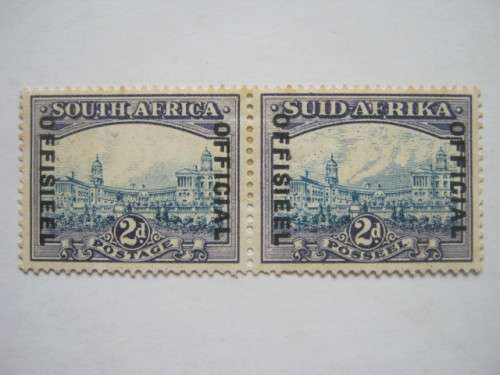 SOUTH AFRICA
OFFISIEEL
OFFICIAL
2d
POSTAGE
SUID-AFRIKA
OFFISIEEL
OFFICIAL
2d
POSSEEL